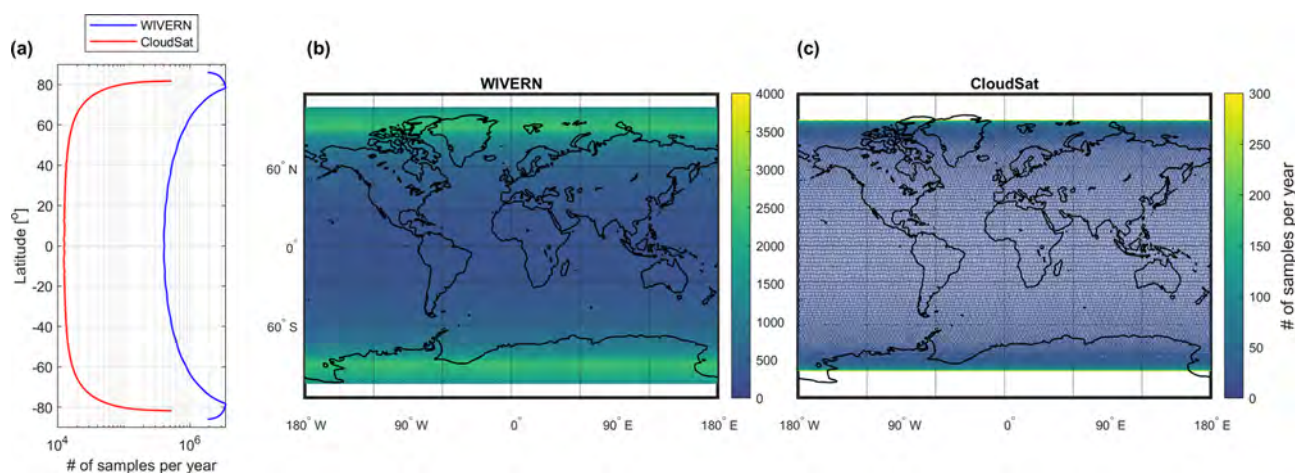 WIVERN
CloudSat
(a)
(b)
(c)
WIVERN
CloudSat
80
60
40
20
0
-20
-40
-60
-80
Latitude [°]
10^4
10^6
# of samples per year
60° N
0°
60° S
180° W
90° W
0°
90° E
180° E
4000
3500
3000
2500
2000
1500
1000
500
0
180° W
90° W
0°
90° E
180° E
300
250
200
150
100
50
0
# of samples per year